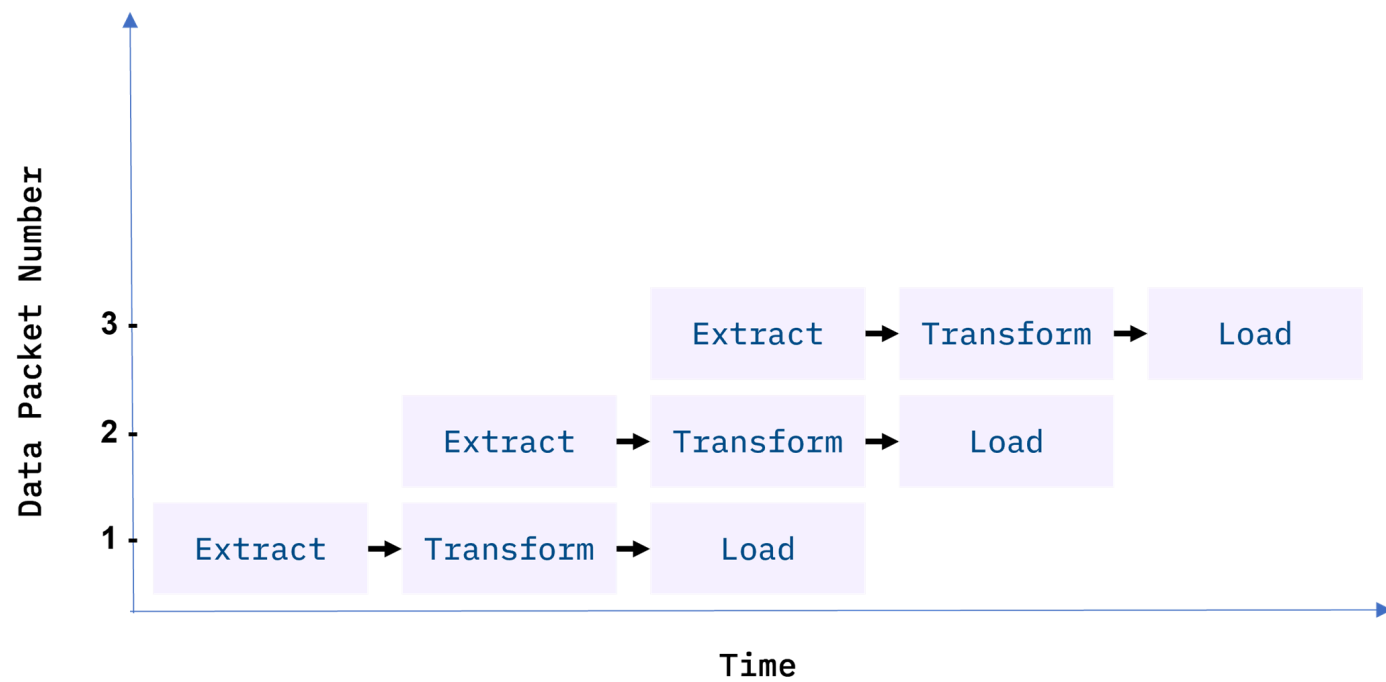 Data Packet Number
3
Extract Transform Load
2
Extract Transform Load
1
Extract Transform Load
Time